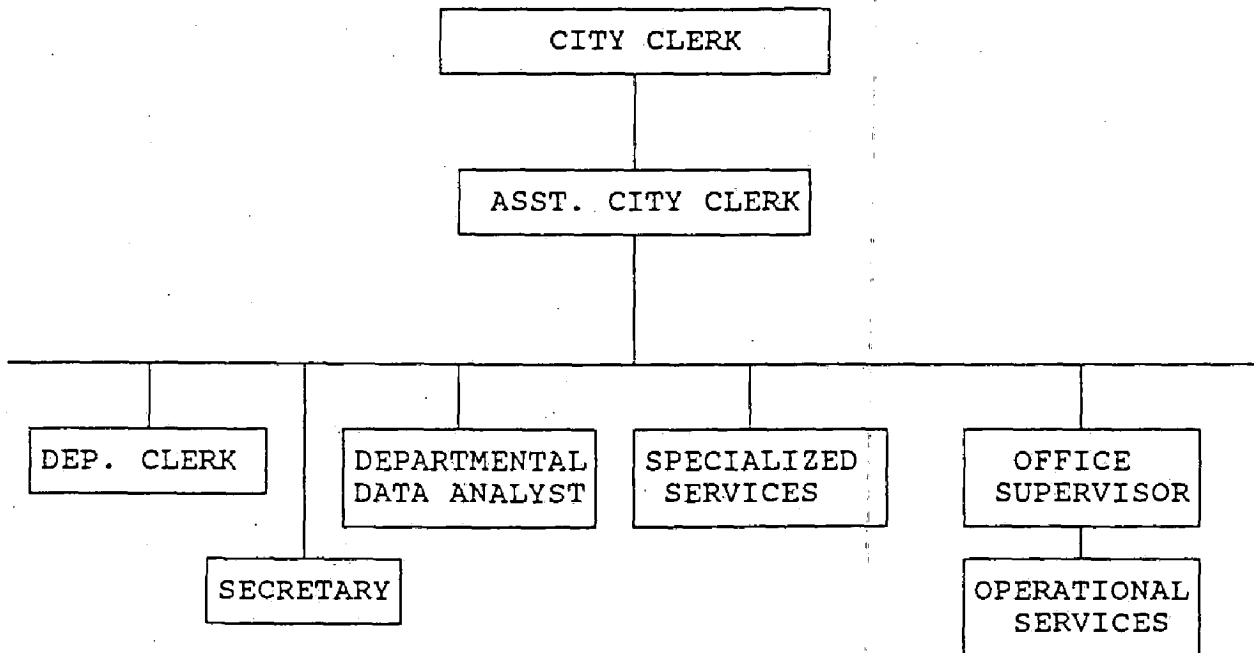 CITY CLERK
ASST. CITY CLERK
DEP. CLERK
DEPARTMENTAL
DATA ANALYST
SPECIALIZED
SERVICES
OFFICE
SUPERVISOR
SECRETARY
OPERATIONAL
SERVICES